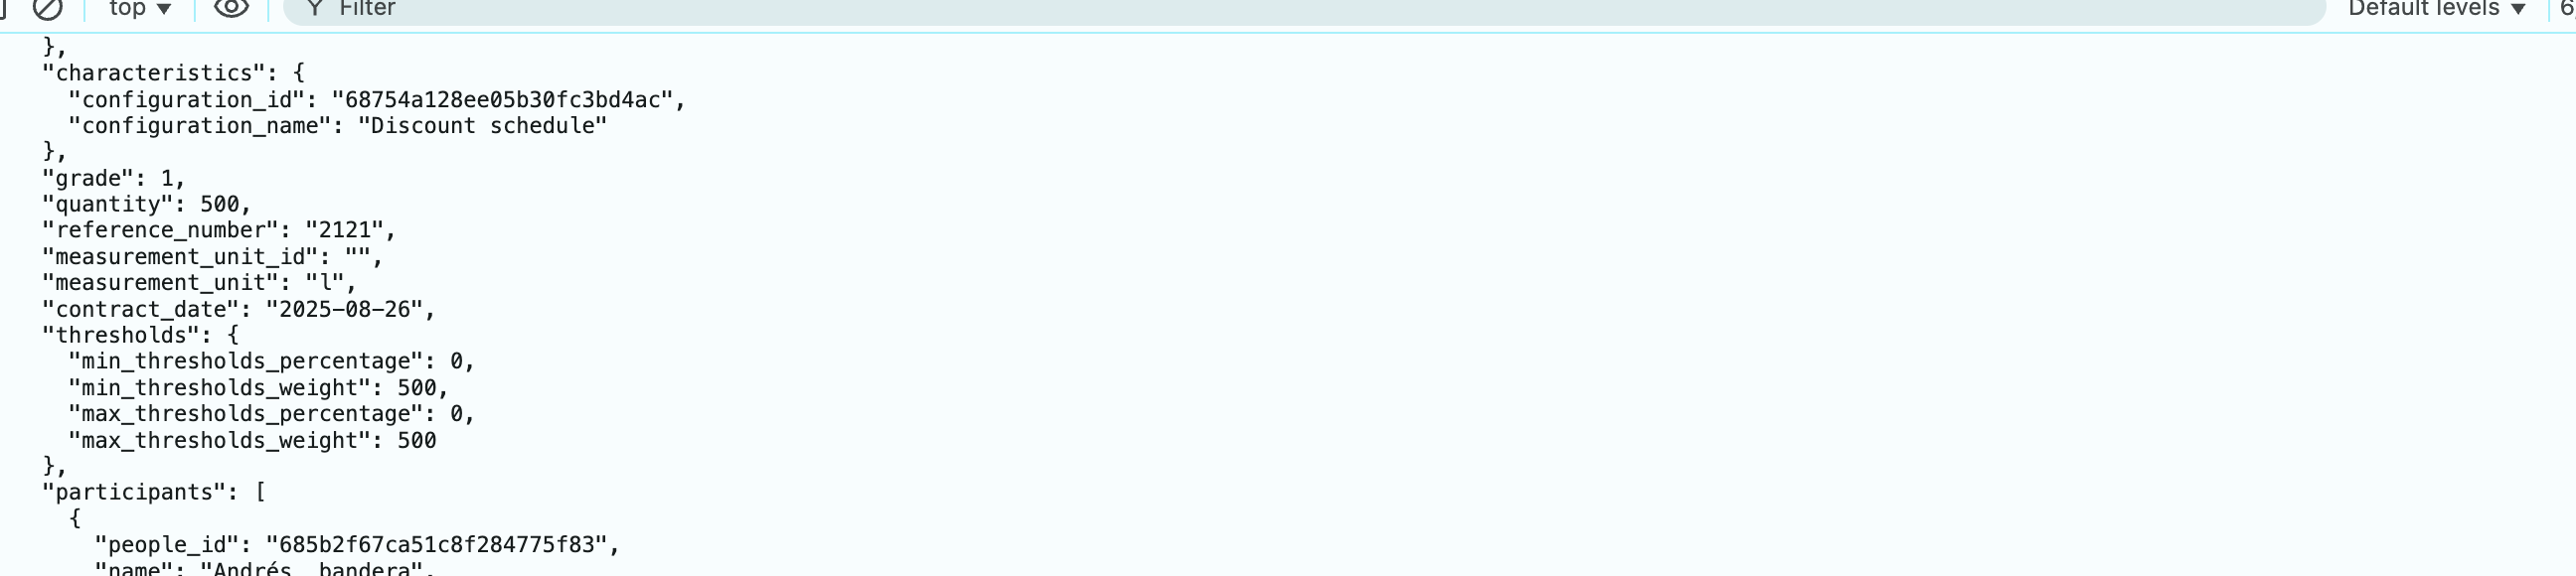 top ▼ Filter Default levels ▼ 6
},
"characteristics": {
"configuration_id": "68754a128ee05b30fc3bd4ac",
"configuration_name": "Discount schedule"
},
"grade": 1,
"quantity": 500,
"reference_number": "2121",
"measurement_unit_id": "",
"measurement_unit": "l",
"contract_date": "2025-08-26",
"thresholds": {
"min_thresholds_percentage": 0,
"min_thresholds_weight": 500,
"max_thresholds_percentage": 0,
"max_thresholds_weight": 500
},
"participants": [
{
"people_id": "685b2f67ca51c8f284775f83",
"name": "Andrés  bandera",